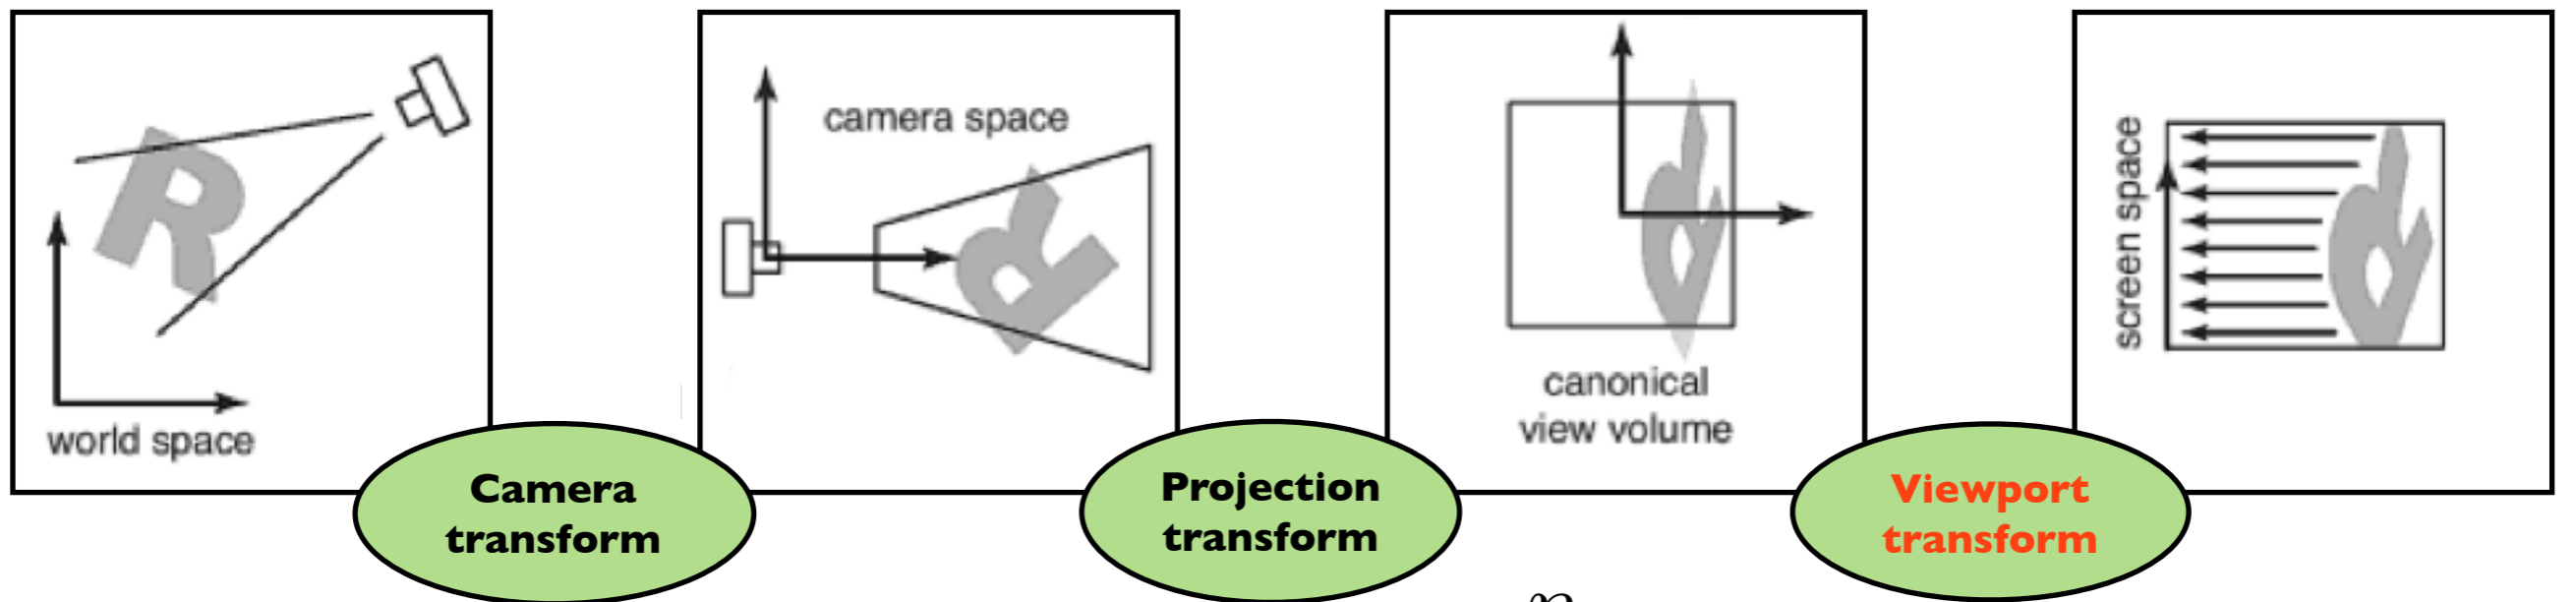 R
world space
Camera
transform
camera space
R
Projection
transform
canonical
view volume
R
Viewport
transform
screen space
R